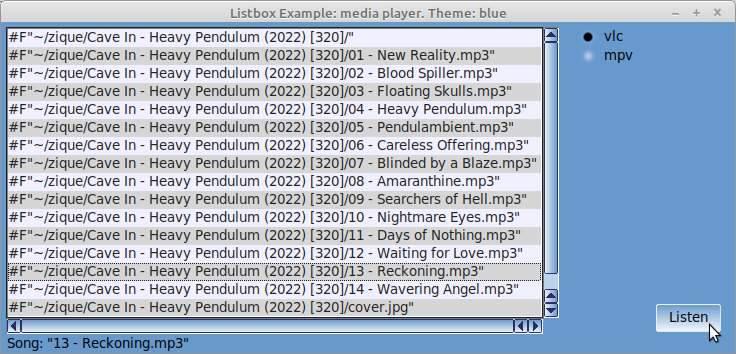 Listbox Example: media player. Theme: blue
#F"~/zique/Cave In - Heavy Pendulum (2022) [320]/"
#F"~/zique/Cave In - Heavy Pendulum (2022) [320]/01 - New Reality.mp3"
#F"~/zique/Cave In - Heavy Pendulum (2022) [320]/02 - Blood Spiller.mp3"
#F"~/zique/Cave In - Heavy Pendulum (2022) [320]/03 - Floating Skulls.mp3"
#F"~/zique/Cave In - Heavy Pendulum (2022) [320]/04 - Heavy Pendulum.mp3"
#F"~/zique/Cave In - Heavy Pendulum (2022) [320]/05 - Pendulambient.mp3"
#F"~/zique/Cave In - Heavy Pendulum (2022) [320]/06 - Careless Offering.mp3"
#F"~/zique/Cave In - Heavy Pendulum (2022) [320]/07 - Blinded by a Blaze.mp3"
#F"~/zique/Cave In - Heavy Pendulum (2022) [320]/08 - Amaranthine.mp3"
#F"~/zique/Cave In - Heavy Pendulum (2022) [320]/09 - Searchers of Hell.mp3"
#F"~/zique/Cave In - Heavy Pendulum (2022) [320]/10 - Nightmare Eyes.mp3"
#F"~/zique/Cave In - Heavy Pendulum (2022) [320]/11 - Days of Nothing.mp3"
#F"~/zique/Cave In - Heavy Pendulum (2022) [320]/12 - Waiting for Love.mp3"
#F"~/zique/Cave In - Heavy Pendulum (2022) [320]/13 - Reckoning.mp3"
#F"~/zique/Cave In - Heavy Pendulum (2022) [320]/14 - Wavering Angel.mp3"
#F"~/zique/Cave In - Heavy Pendulum (2022) [320]/cover.jpg"
Song: "13 - Reckoning.mp3"
vlc
mpv
Listen